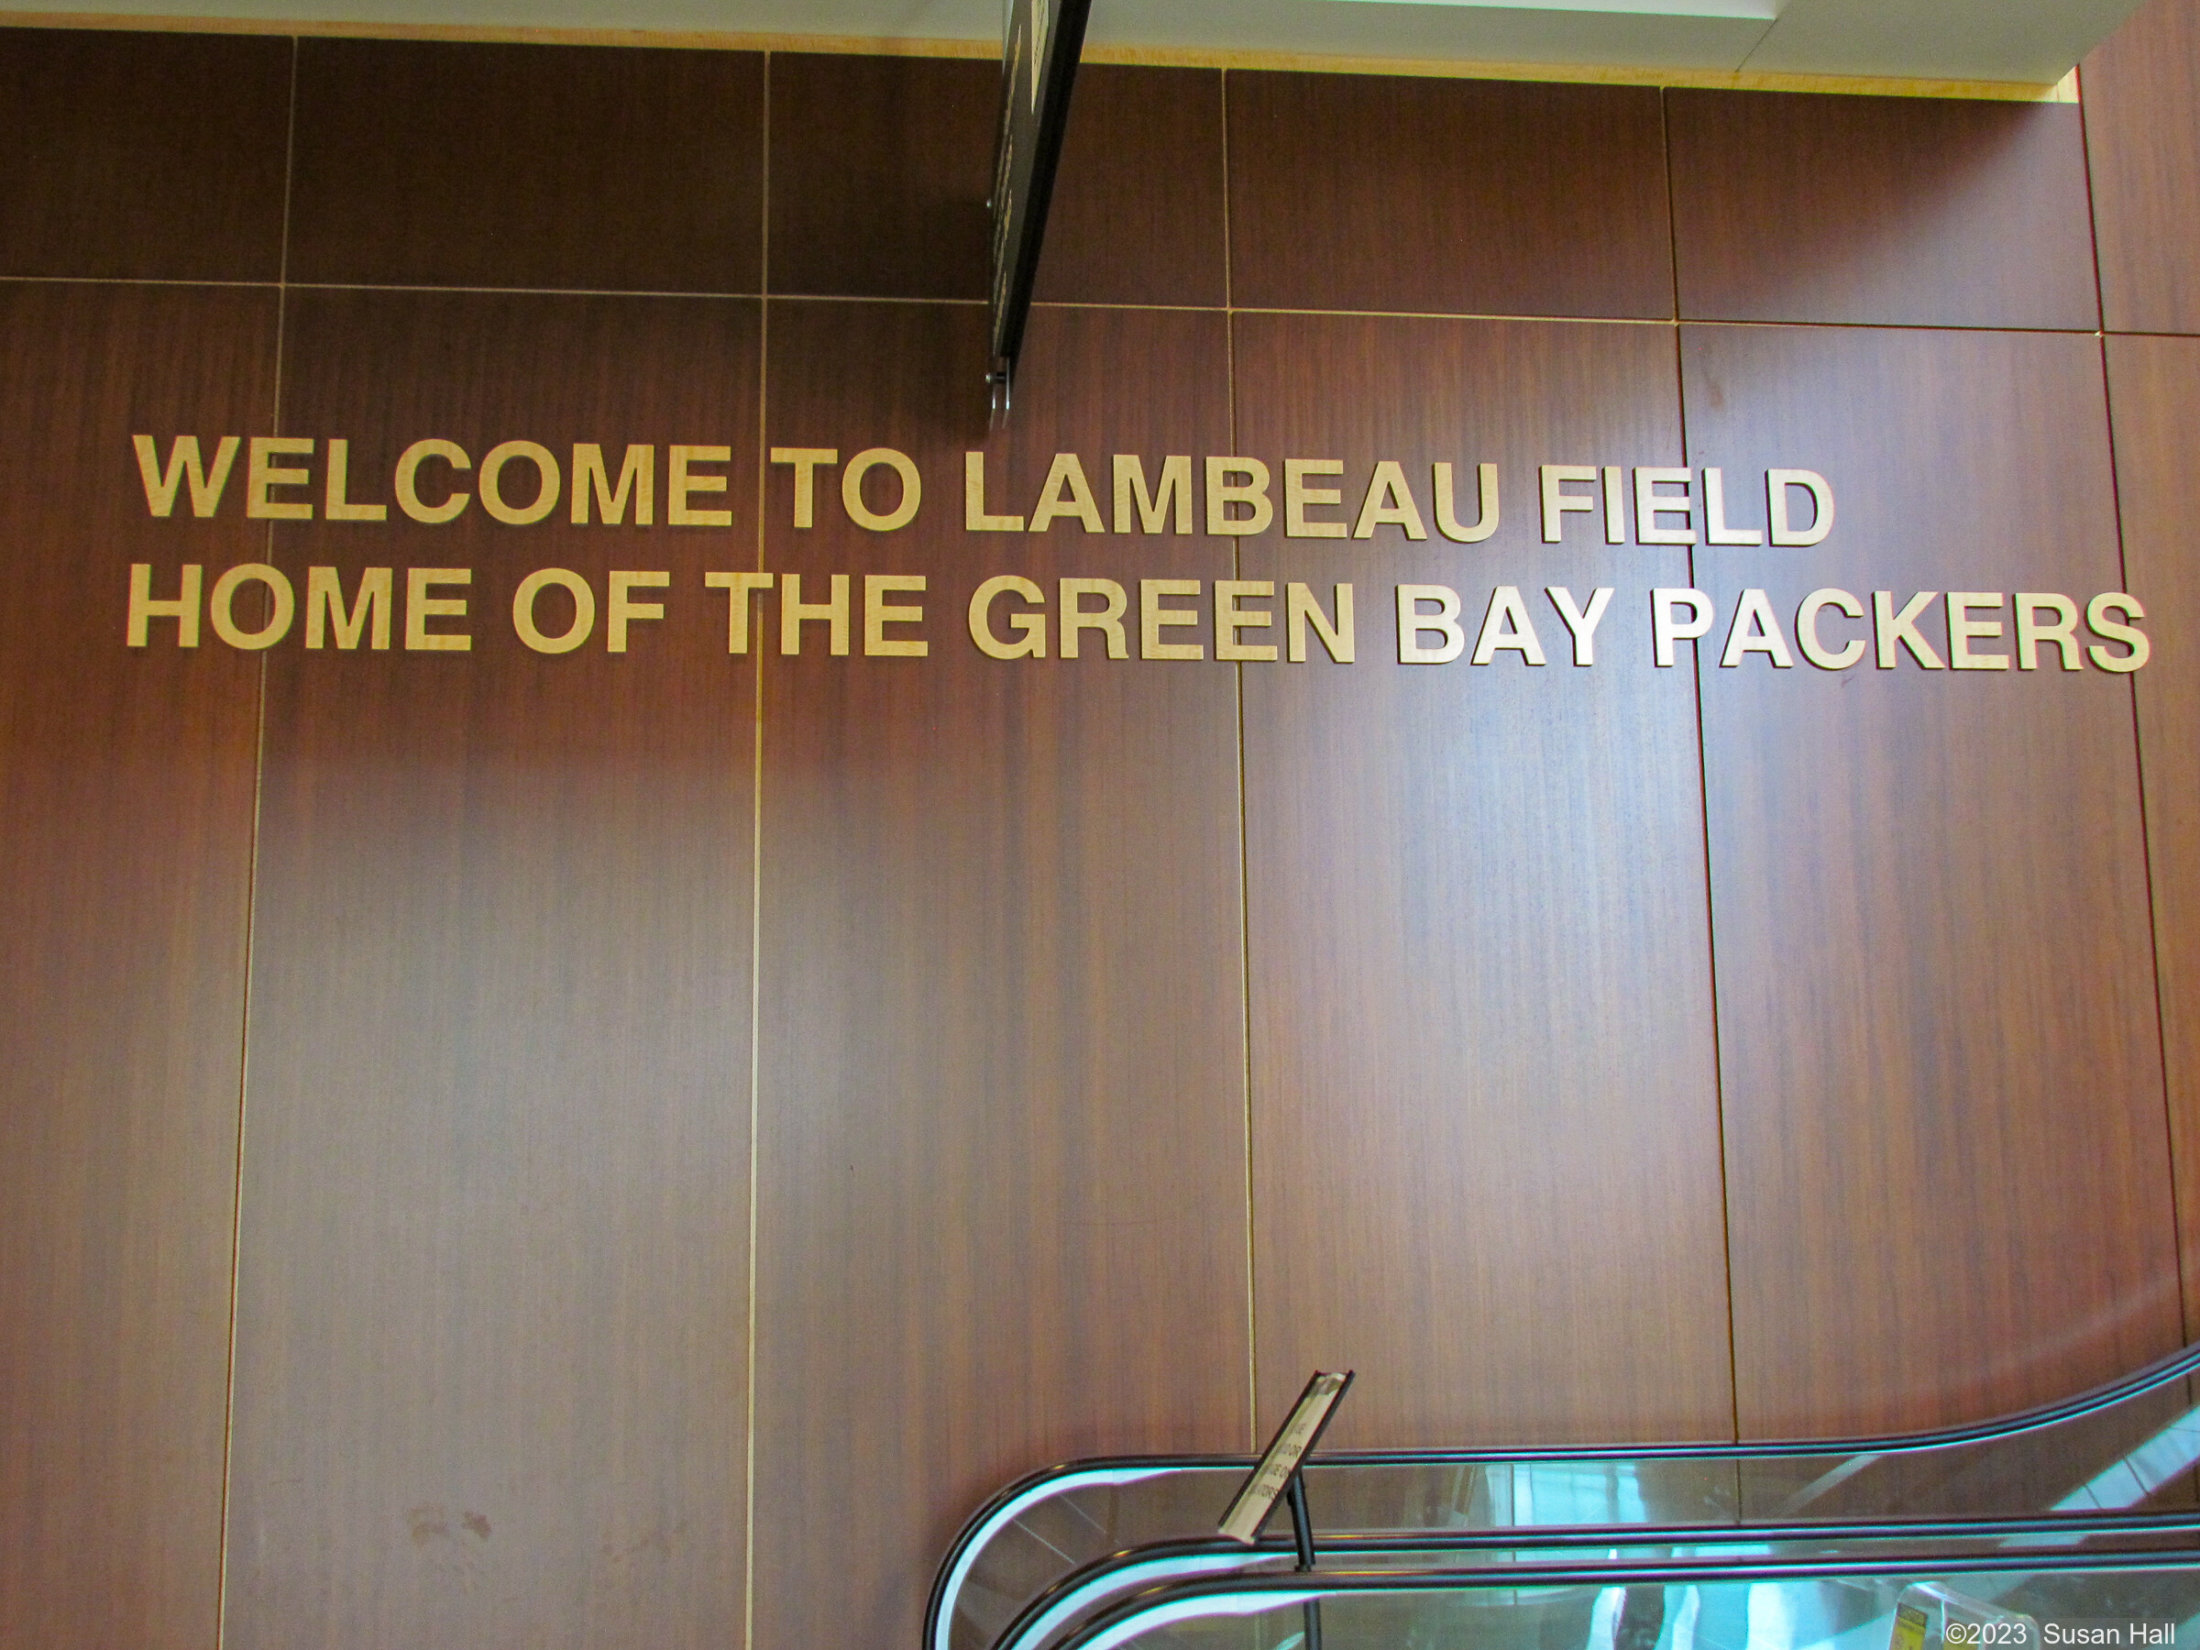 WELCOME TO LAMBEAU FIELD
HOME OF THE GREEN BAY PACKERS
©2023 Susan Hall